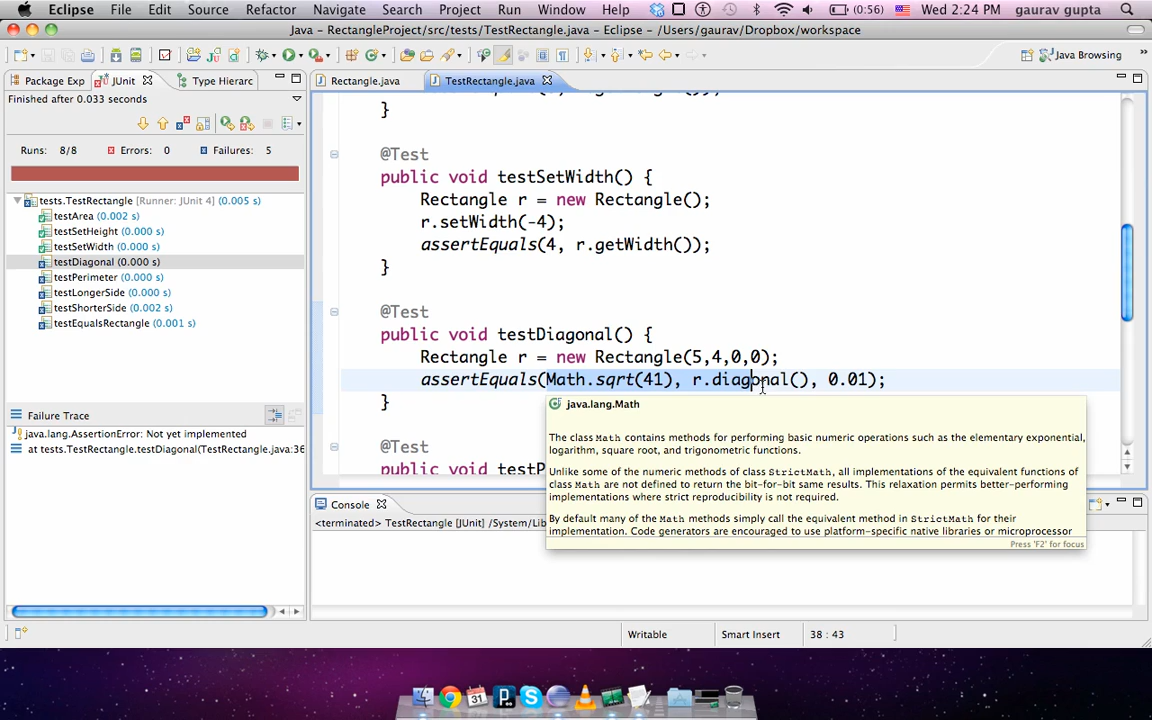 Eclipse File Edit Source Refactor Navigate Search Project Run Window Help (0:56) Wed 2:24 PM gaurav gupta
Java – RectangleProject/src/tests/TestRectangle.java – Eclipse – /Users/gaurav/Dropbox/workspace
Java Browsing
Package Exp JUnit Type Hierarc
Rectangle.java TestRectangle.java
Finished after 0.033 seconds
Runs: 8/8 Errors: 0 Failures: 5
tests.TestRectangle [Runner: JUnit 4] (0.005 s)
testArea (0.002 s)
testSetHeight (0.000 s)
testSetWidth (0.000 s)
testDiagonal (0.000 s)
testPerimeter (0.000 s)
testLongerSide (0.000 s)
testShorterSide (0.002 s)
testEqualsRectangle (0.001 s)
Failure Trace
java.lang.AssertionError: Not yet implemented
at tests.TestRectangle.testDiagonal(TestRectangle.java:36
}
@Test
public void testSetWidth() {
Rectangle r = new Rectangle();
r.setWidth(-4);
assertEquals(4, r.getWidth());
}
@Test
public void testDiagonal() {
Rectangle r = new Rectangle(5,4,0,0);
assertEquals(Math.sqrt(41), r.diagonal(), 0.01);
}
@Test
public void testP
java.lang.Math
The class Math contains methods for performing basic numeric operations such as the elementary exponential,
logarithm, square root, and trigonometric functions.
Unlike some of the numeric methods of class StrictMath, all implementations of the equivalent functions of
class Math are not defined to return the bit-for-bit same results. This relaxation permits better-performing
implementations where strict reproducibility is not required.
By default many of the Math methods simply call the equivalent method in StrictMath for their
implementation. Code generators are encouraged to use platform-specific native libraries or microprocessor
Press 'F2' for focus
Console
<terminated> TestRectangle [JUnit] /System/Lib
Writable Smart Insert 38 : 43
31